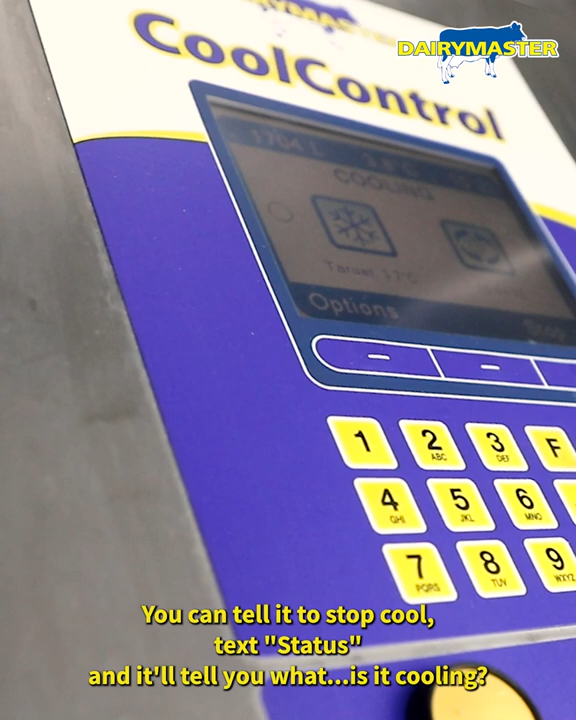 DAIRYMASTER
DAIRYMASTER
CoolControl
COOLING
Options
1
2 ABC
3 DEF
F
4 GHI
5 JKL
6 MNO
7 PQRS
8 TUV
9 WXYZ
You can tell it to stop cool,
text "Status"
and it'll tell you what...is it cooling?